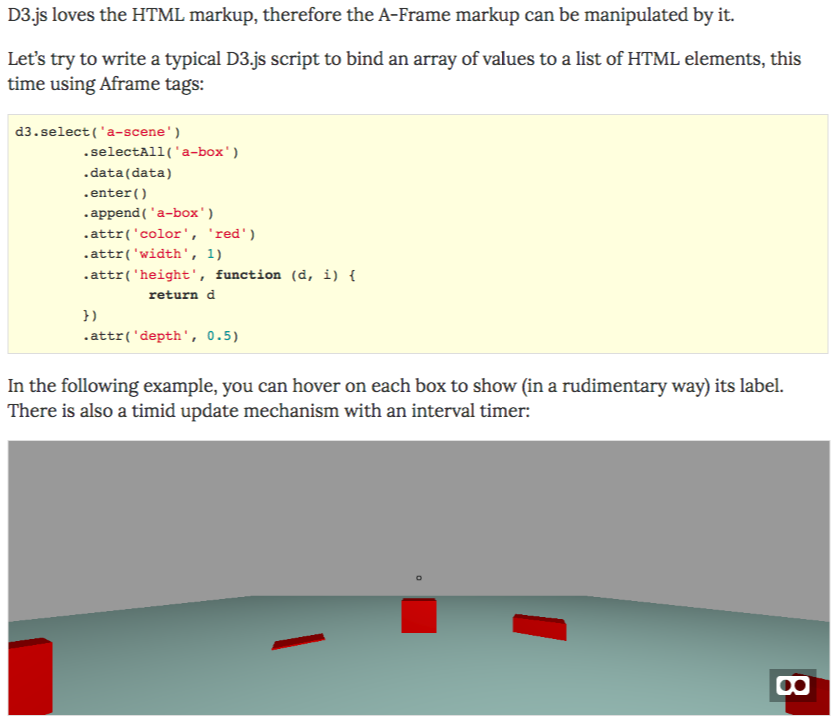 D3.js loves the HTML markup, therefore the A-Frame markup can be manipulated by it.
Let’s try to write a typical D3.js script to bind an array of values to a list of HTML elements, this
time using Aframe tags:
d3.select('a-scene')
        .selectAll('a-box')
        .data(data)
        .enter()
        .append('a-box')
        .attr('color', 'red')
        .attr('width', 1)
        .attr('height', function (d, i) {
                return d
        })
        .attr('depth', 0.5)
In the following example, you can hover on each box to show (in a rudimentary way) its label.
There is also a timid update mechanism with an interval timer: